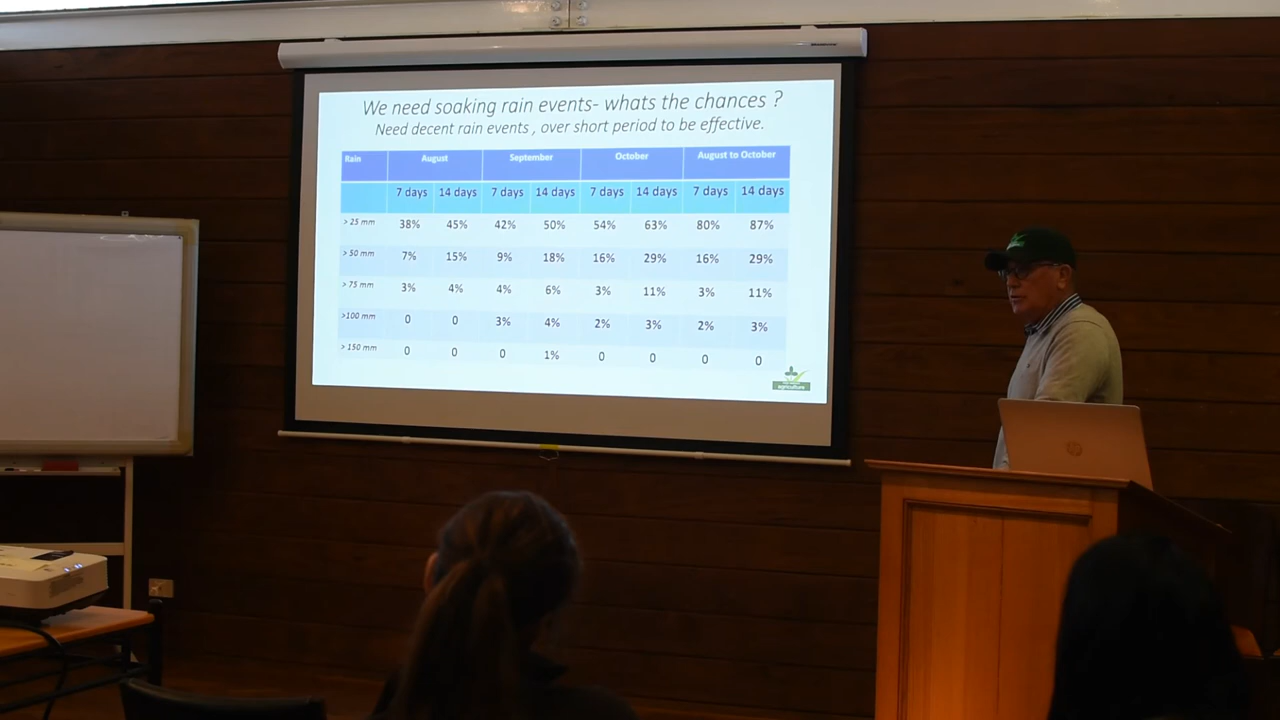 We need soaking rain events- whats the chances ?
Need decent rain events , over short period to be effective.
Rain August September October August to October
7 days 14 days 7 days 14 days 7 days 14 days 7 days 14 days
> 25 mm 38% 45% 42% 50% 54% 63% 80% 87%
> 50 mm 7% 15% 9% 18% 16% 29% 16% 29%
> 75 mm 3% 4% 4% 6% 3% 11% 3% 11%
>100 mm 0 0 3% 4% 2% 3% 2% 3%
> 150 mm 0 0 0 1% 0 0 0 0
agriculture